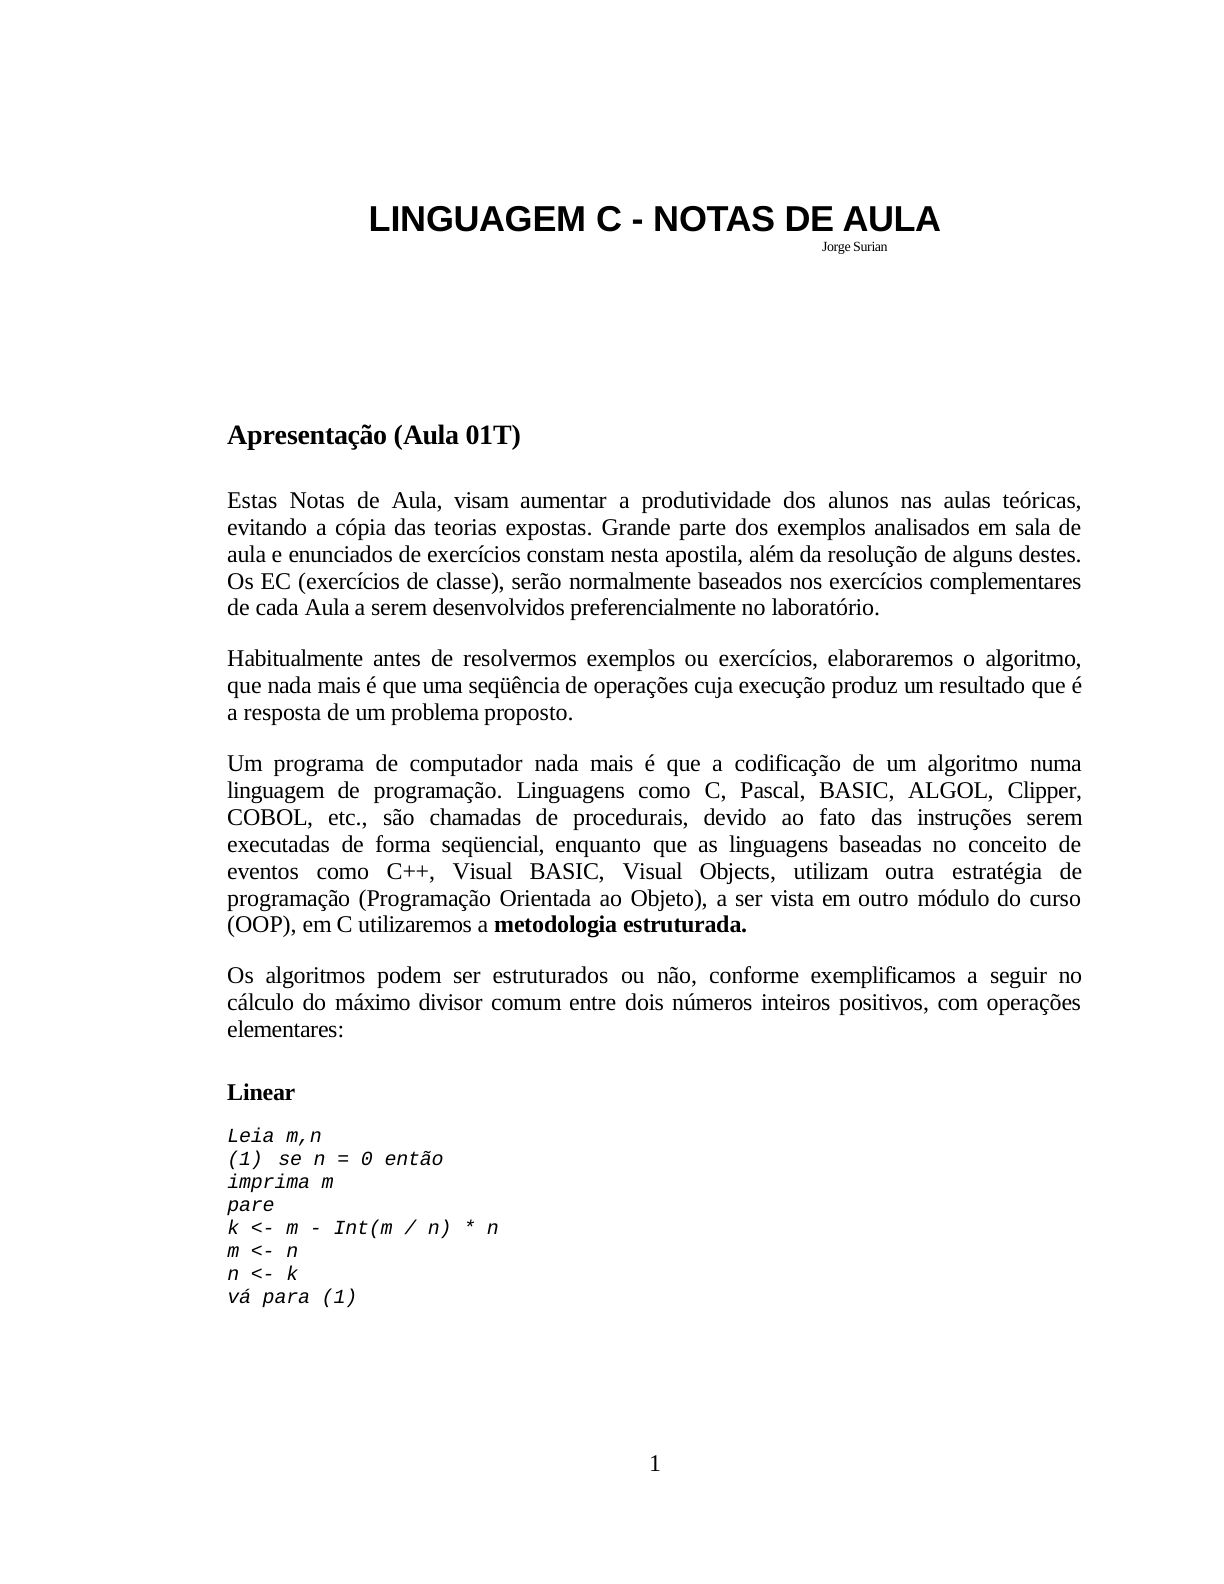 LINGUAGEM C - NOTAS DE AULA
Jorge Surian
Apresentação (Aula 01T)
Estas Notas de Aula, visam aumentar a produtividade dos alunos nas aulas teóricas,
evitando a cópia das teorias expostas. Grande parte dos exemplos analisados em sala de
aula e enunciados de exercícios constam nesta apostila, além da resolução de alguns destes.
Os EC (exercícios de classe), serão normalmente baseados nos exercícios complementares
de cada Aula a serem desenvolvidos preferencialmente no laboratório.
Habitualmente antes de resolvermos exemplos ou exercícios, elaboraremos o algoritmo,
que nada mais é que uma seqüência de operações cuja execução produz um resultado que é
a resposta de um problema proposto.
Um programa de computador nada mais é que a codificação de um algoritmo numa
linguagem de programação. Linguagens como C, Pascal, BASIC, ALGOL, Clipper,
COBOL, etc., são chamadas de procedurais, devido ao fato das instruções serem
executadas de forma seqüencial, enquanto que as linguagens baseadas no conceito de
eventos como C++, Visual BASIC, Visual Objects, utilizam outra estratégia de
programação (Programação Orientada ao Objeto), a ser vista em outro módulo do curso
(OOP), em C utilizaremos a metodologia estruturada.
Os algoritmos podem ser estruturados ou não, conforme exemplificamos a seguir no
cálculo do máximo divisor comum entre dois números inteiros positivos, com operações
elementares:
Linear
Leia m,n
(1) se n = 0 então
imprima m
pare
k <- m - Int(m / n) * n
m <- n
n <- k
vá para (1)
1